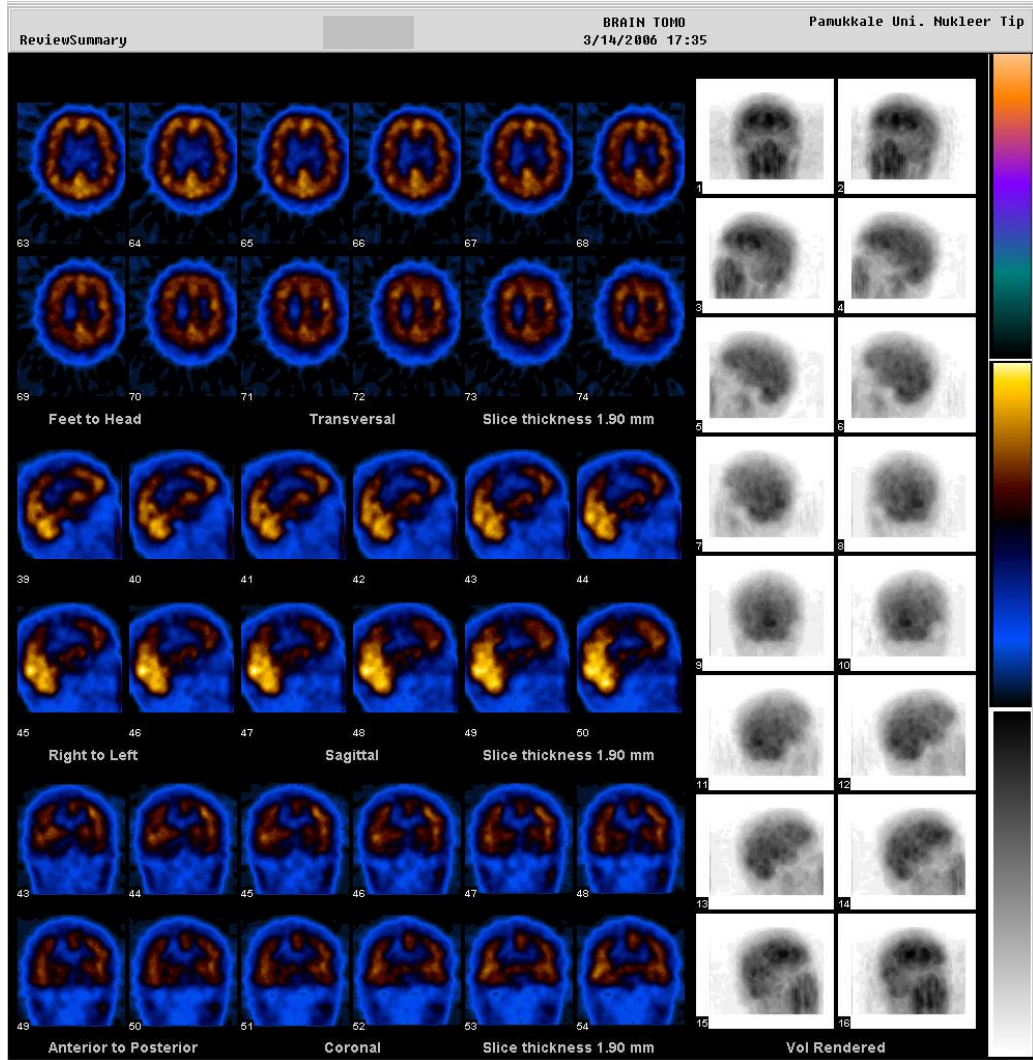 ReviewSummary
BRAIN TOMO
3/14/2006 17:35
Pamukkale Uni. Nukleer Tip
63 64 65 66 67 68
69 70 71 72 73 74
Feet to Head Transversal Slice thickness 1.90 mm
39 40 41 42 43 44
45 46 47 48 49 50
Right to Left Sagittal Slice thickness 1.90 mm
43 44 45 46 47 48
49 50 51 52 53 54
Anterior to Posterior Coronal Slice thickness 1.90 mm
1 2
3 4
5 6
7 8
9 10
11 12
13 14
15 16
Vol Rendered